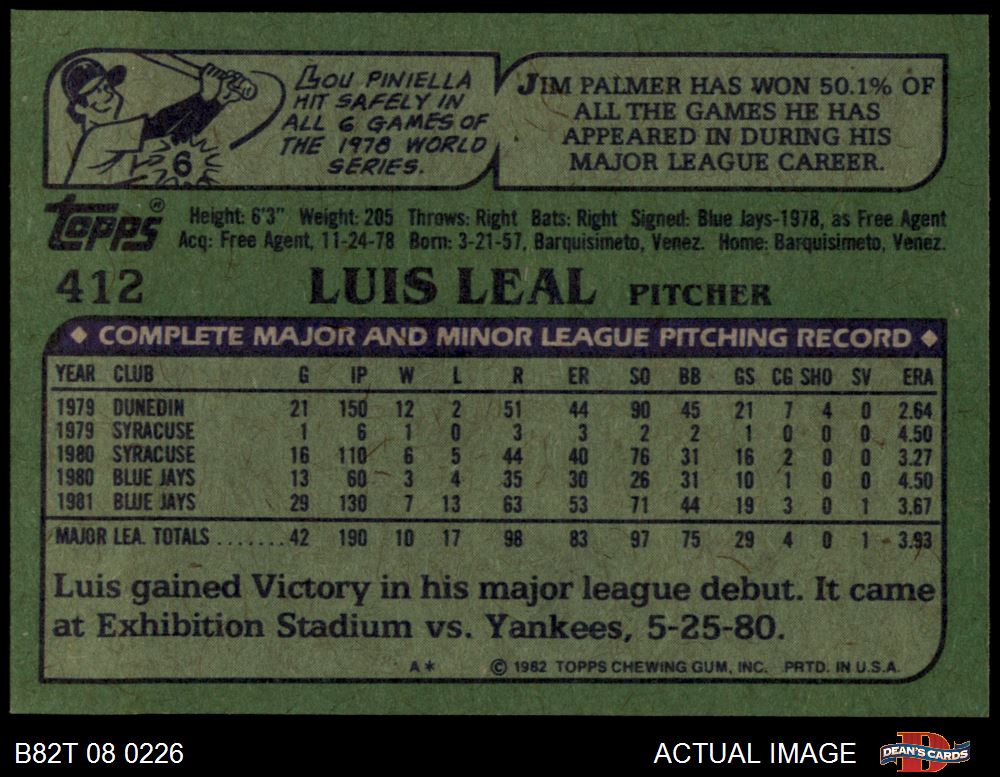 LOU PINIELLA
HIT SAFELY IN
ALL 6 GAMES OF
THE 1978 WORLD
SERIES.
6
JIM PALMER HAS WON 50.1% OF
ALL THE GAMES HE HAS
APPEARED IN DURING HIS
MAJOR LEAGUE CAREER.
topps®
Height: 6'3" Weight: 205 Throws: Right Bats: Right Signed: Blue Jays-1978, as Free Agent
Acq: Free Agent, 11-24-78 Born: 3-21-57, Barquisimeto, Venez. Home: Barquisimeto, Venez.
412 LUIS LEAL PITCHER
◆ COMPLETE MAJOR AND MINOR LEAGUE PITCHING RECORD ◆
YEAR CLUB G IP W L R ER SO BB GS CG SHO SV ERA
1979 DUNEDIN 21 150 12 2 51 44 90 45 21 7 4 0 2.64
1979 SYRACUSE 1 6 1 0 3 3 2 2 1 0 0 0 4.50
1980 SYRACUSE 16 110 6 5 44 40 76 31 16 2 0 0 3.27
1980 BLUE JAYS 13 60 3 4 35 30 26 31 10 1 0 0 4.50
1981 BLUE JAYS 29 130 7 13 63 53 71 44 19 3 0 1 3.67
MAJOR LEA. TOTALS .......42 190 10 17 98 83 97 75 29 4 0 1 3.93
Luis gained Victory in his major league debut. It came
at Exhibition Stadium vs. Yankees, 5-25-80.
A* © 1982 TOPPS CHEWING GUM, INC. PRTD. IN U.S.A.
B82T 08 0226 ACTUAL IMAGE DEAN'S CARDS